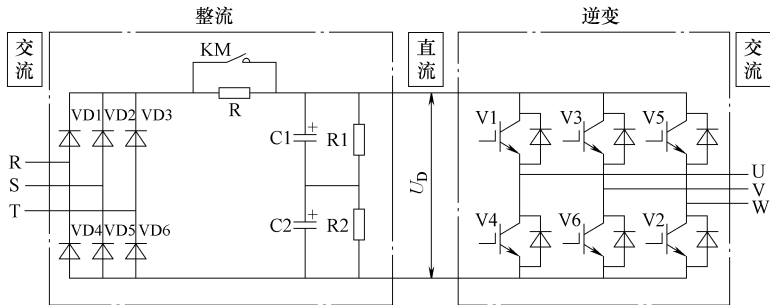 整流
逆变
交流
KM
直流
交流
VD1 VD2 VD3
R
C1 + R1
V1 V3 V5
R
S
T
U_D
U
V
W
VD4 VD5 VD6
C2 + R2
V4 V6 V2